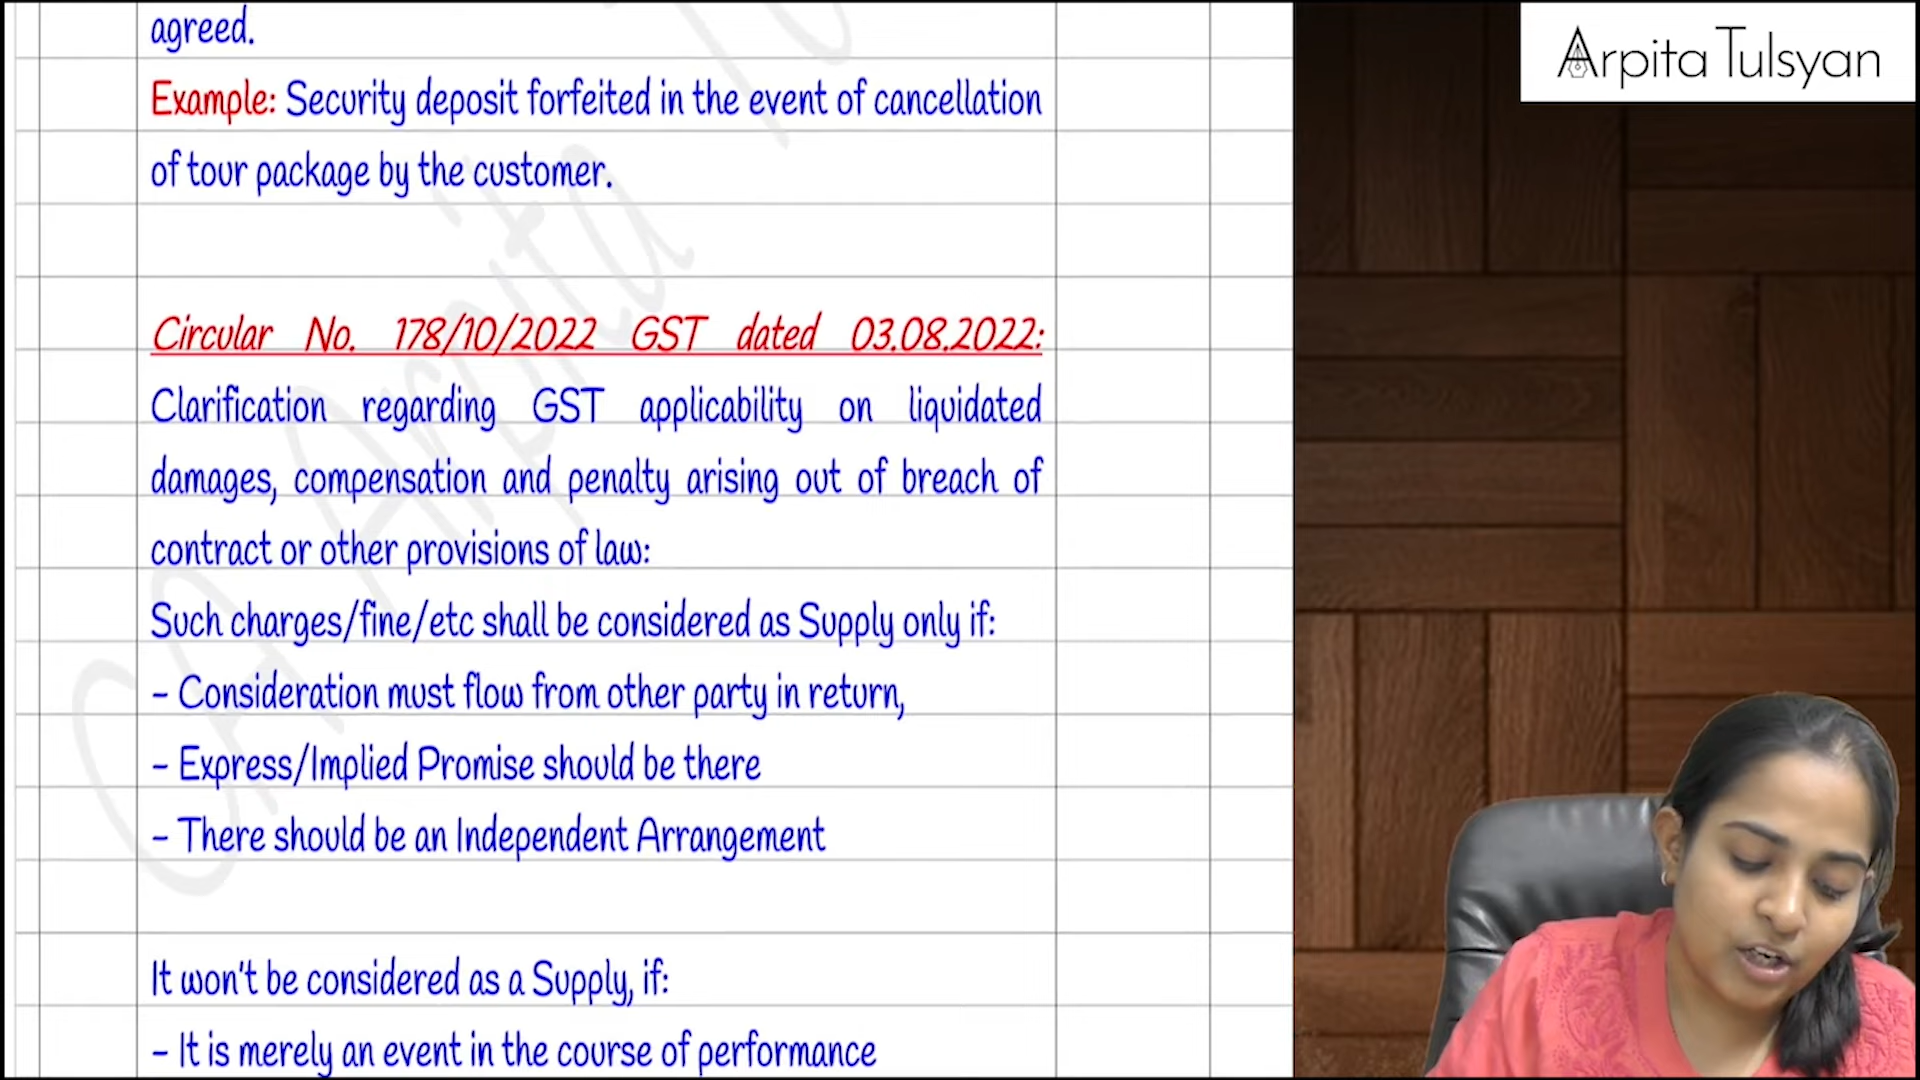 agreed.
Example: Security deposit forfeited in the event of cancellation
of tour package by the customer.
Circular No. 178/10/2022 GST dated 03.08.2022:
Clarification regarding GST applicability on liquidated
damages, compensation and penalty arising out of breach of
contract or other provisions of law:
Such charges/fine/etc shall be considered as Supply only if:
- Consideration must flow from other party in return,
- Express/Implied Promise should be there
- There should be an Independent Arrangement
It won't be considered as a Supply, if:
- It is merely an event in the course of performance
Arpita Tulsyan
CA Arpita